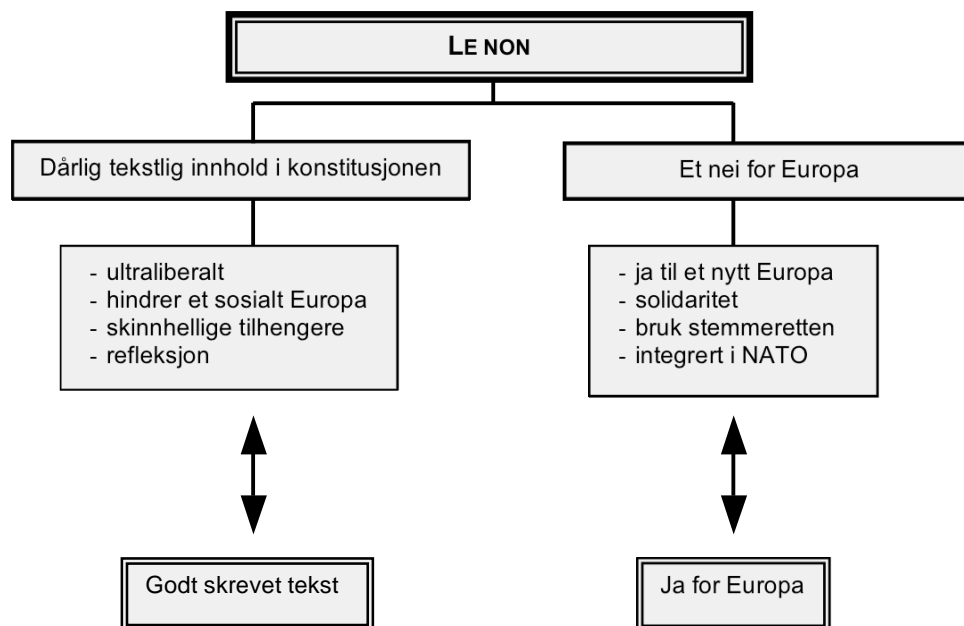 LE NON
Dårlig tekstlig innhold i konstitusjonen
Et nei for Europa
- ultraliberalt
- hindrer et sosialt Europa
- skinnhellige tilhengere
- refleksjon
- ja til et nytt Europa
- solidaritet
- bruk stemmeretten
- integrert i NATO
Godt skrevet tekst
Ja for Europa